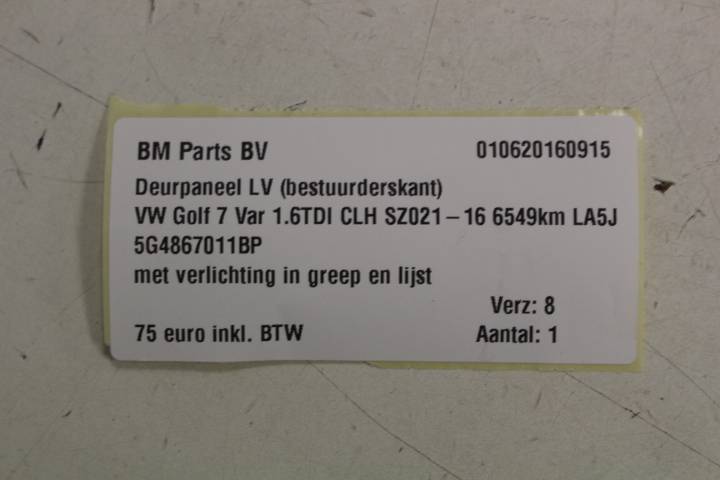 BM Parts BV 010620160915
Deurpaneel LV (bestuurderskant)
VW Golf 7 Var 1.6TDI CLH SZ021-16 6549km LA5J
5G4867011BP
met verlichting in greep en lijst
Verz: 8
75 euro inkl. BTW Aantal: 1